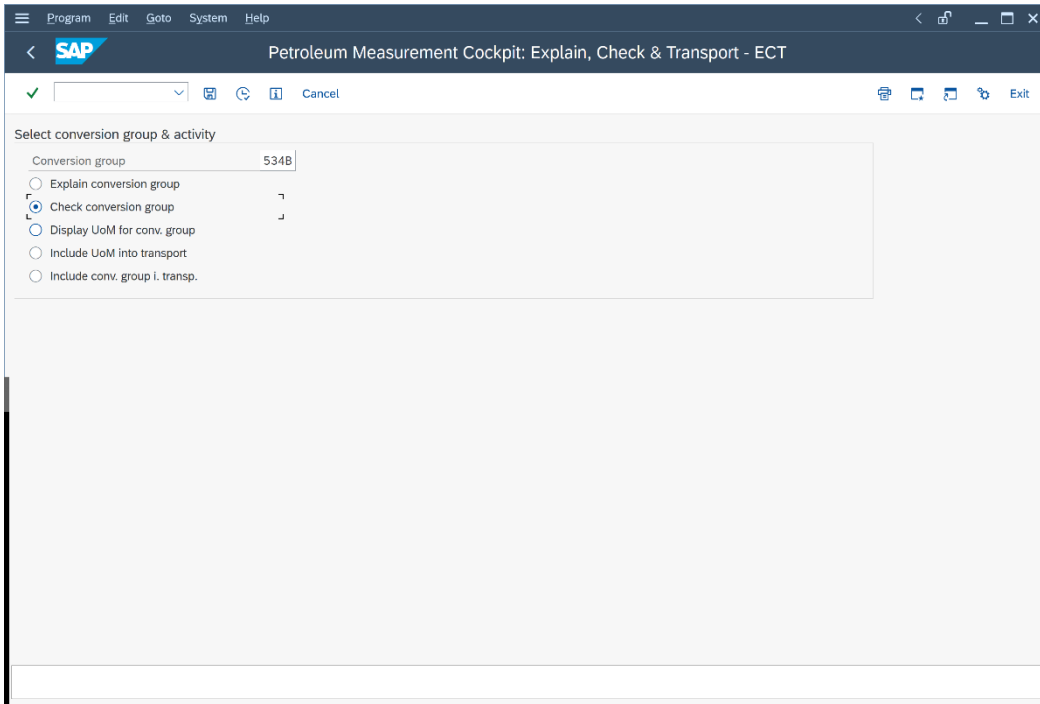 Program Edit Goto System Help
SAP Petroleum Measurement Cockpit: Explain, Check & Transport - ECT
Cancel Exit
Select conversion group & activity
Conversion group 534B
Explain conversion group
Check conversion group
Display UoM for conv. group
Include UoM into transport
Include conv. group i. transp.